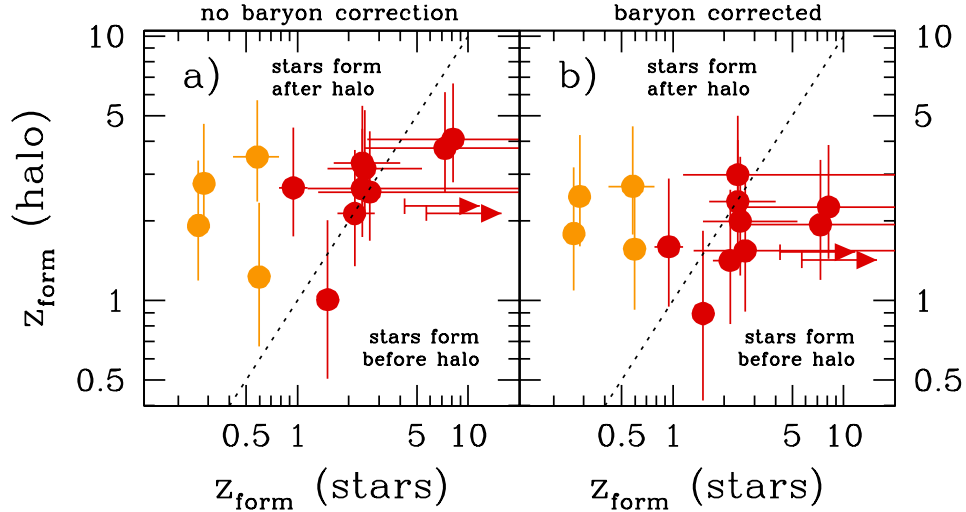 no baryon correction
baryon corrected
10
5
1
0.5
z_form (halo)
a)
stars form
after halo
stars form
before halo
b)
stars form
after halo
stars form
before halo
10
5
1
0.5
0.5 1 5 10
0.5 1 5 10
z_form (stars)
z_form (stars)